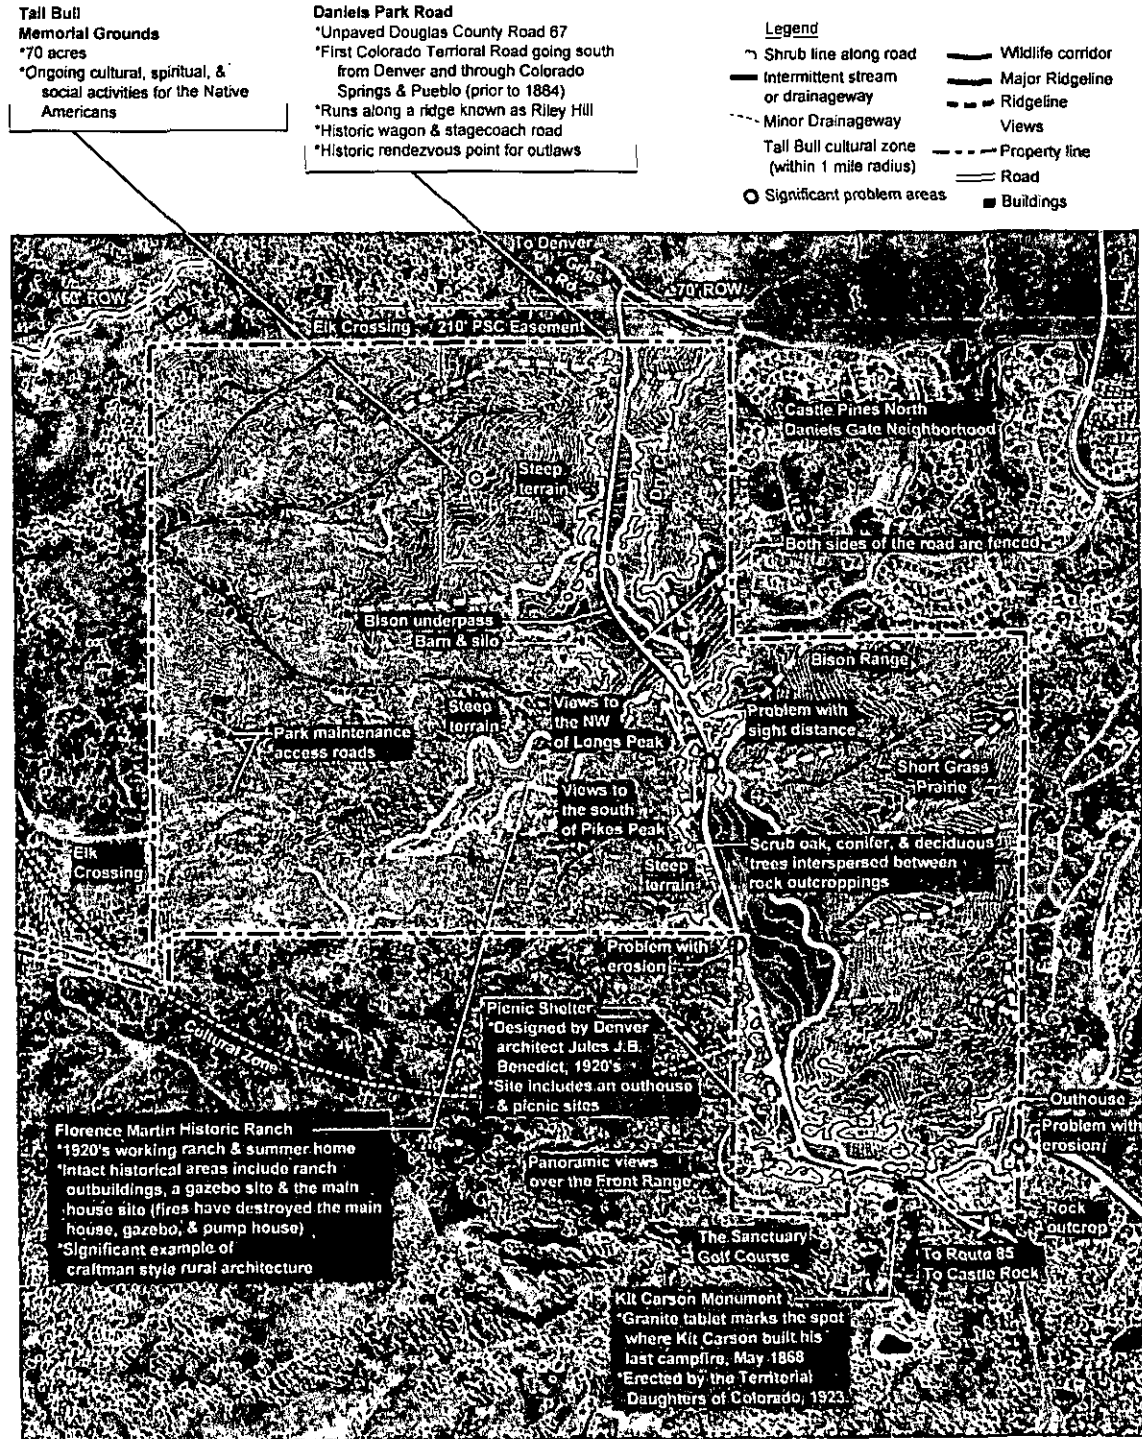 Tall Bull
Memorial Grounds
*70 acres
*Ongoing cultural, spiritual, &
social activities for the Native
Americans
Daniels Park Road
*Unpaved Douglas County Road 67
*First Colorado Terrioral Road going south
from Denver and through Colorado
Springs & Pueblo (prior to 1884)
*Runs along a ridge known as Riley Hill
*Historic wagon & stagecoach road
*Historic rendezvous point for outlaws
Legend
Shrub line along road
Intermittent stream
or drainageway
Minor Drainageway
Tall Bull cultural zone
(within 1 mile radius)
Significant problem areas
Wildlife corridor
Major Ridgeline
Ridgeline
Views
Property line
Road
Buildings
To Denver
60' ROW
70' ROW
Rd.
Elk Crossing
210' PSC Easement
Castle Pines North
Daniels Gate Neighborhood
Steep
terrain
Both sides of the road are fenced
Bison underpass
Barn & silo
Bison Range
Steep
terrain
Views to
the NW
of Longs Peak
Problem with
sight distance
Park maintenance
access roads
Short Grass
Prairie
Views to
the south
of Pikes Peak
Elk
Crossing
Steep
terrain
Scrub oak, conifer, & deciduous
trees interspersed between
rock outcroppings
Problem with
erosion
Cultural Zone
Picnic Shelter
*Designed by Denver
architect Jules J.B.
Benedict, 1920's
*Site includes an outhouse
& picnic sites
Outhouse
Problem with
erosion
Florence Martin Historic Ranch
*1920's working ranch & summer home
*Intact historical areas include ranch
outbuildings, a gazebo site & the main
house site (fires have destroyed the main
house, gazebo, & pump house)
*Significant example of
craftman style rural architecture
Panoramic views
over the Front Range
Rock
outcrop
The Sanctuary
Golf Course
To Route 85
To Castle Rock
Kit Carson Monument
*Granite tablet marks the spot
where Kit Carson built his
last campfire, May 1868
*Erected by the Territorial
Daughters of Colorado, 1923.